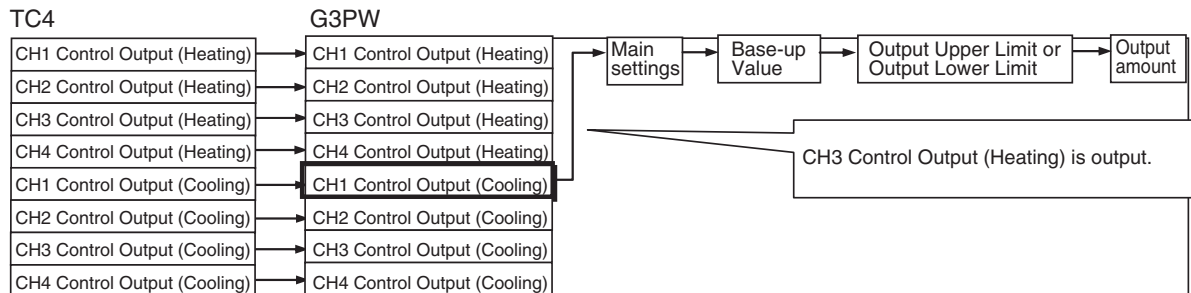 TC4
G3PW
CH1 Control Output (Heating)
CH2 Control Output (Heating)
CH3 Control Output (Heating)
CH4 Control Output (Heating)
CH1 Control Output (Cooling)
CH2 Control Output (Cooling)
CH3 Control Output (Cooling)
CH4 Control Output (Cooling)
CH1 Control Output (Heating)
CH2 Control Output (Heating)
CH3 Control Output (Heating)
CH4 Control Output (Heating)
CH1 Control Output (Cooling)
CH2 Control Output (Cooling)
CH3 Control Output (Cooling)
CH4 Control Output (Cooling)
Main
settings
Base-up
Value
Output Upper Limit or
Output Lower Limit
Output
amount
CH3 Control Output (Heating) is output.